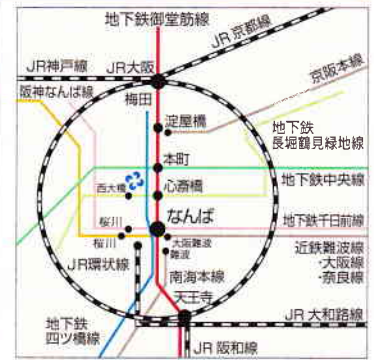 地下鉄御堂筋線
JR京都線
JR神戸線
JR大阪
京阪本線
阪神なんば線
梅田
淀屋橋
地下鉄
長堀鶴見緑地線
本町
地下鉄中央線
西大橋
心斎橋
なんば
桜川
地下鉄千日前線
桜川
大阪難波
難波
近鉄難波線
・大阪線
・奈良線
JR環状線
南海本線
天王寺
地下鉄
四ツ橋線
JR大和路線
JR阪和線